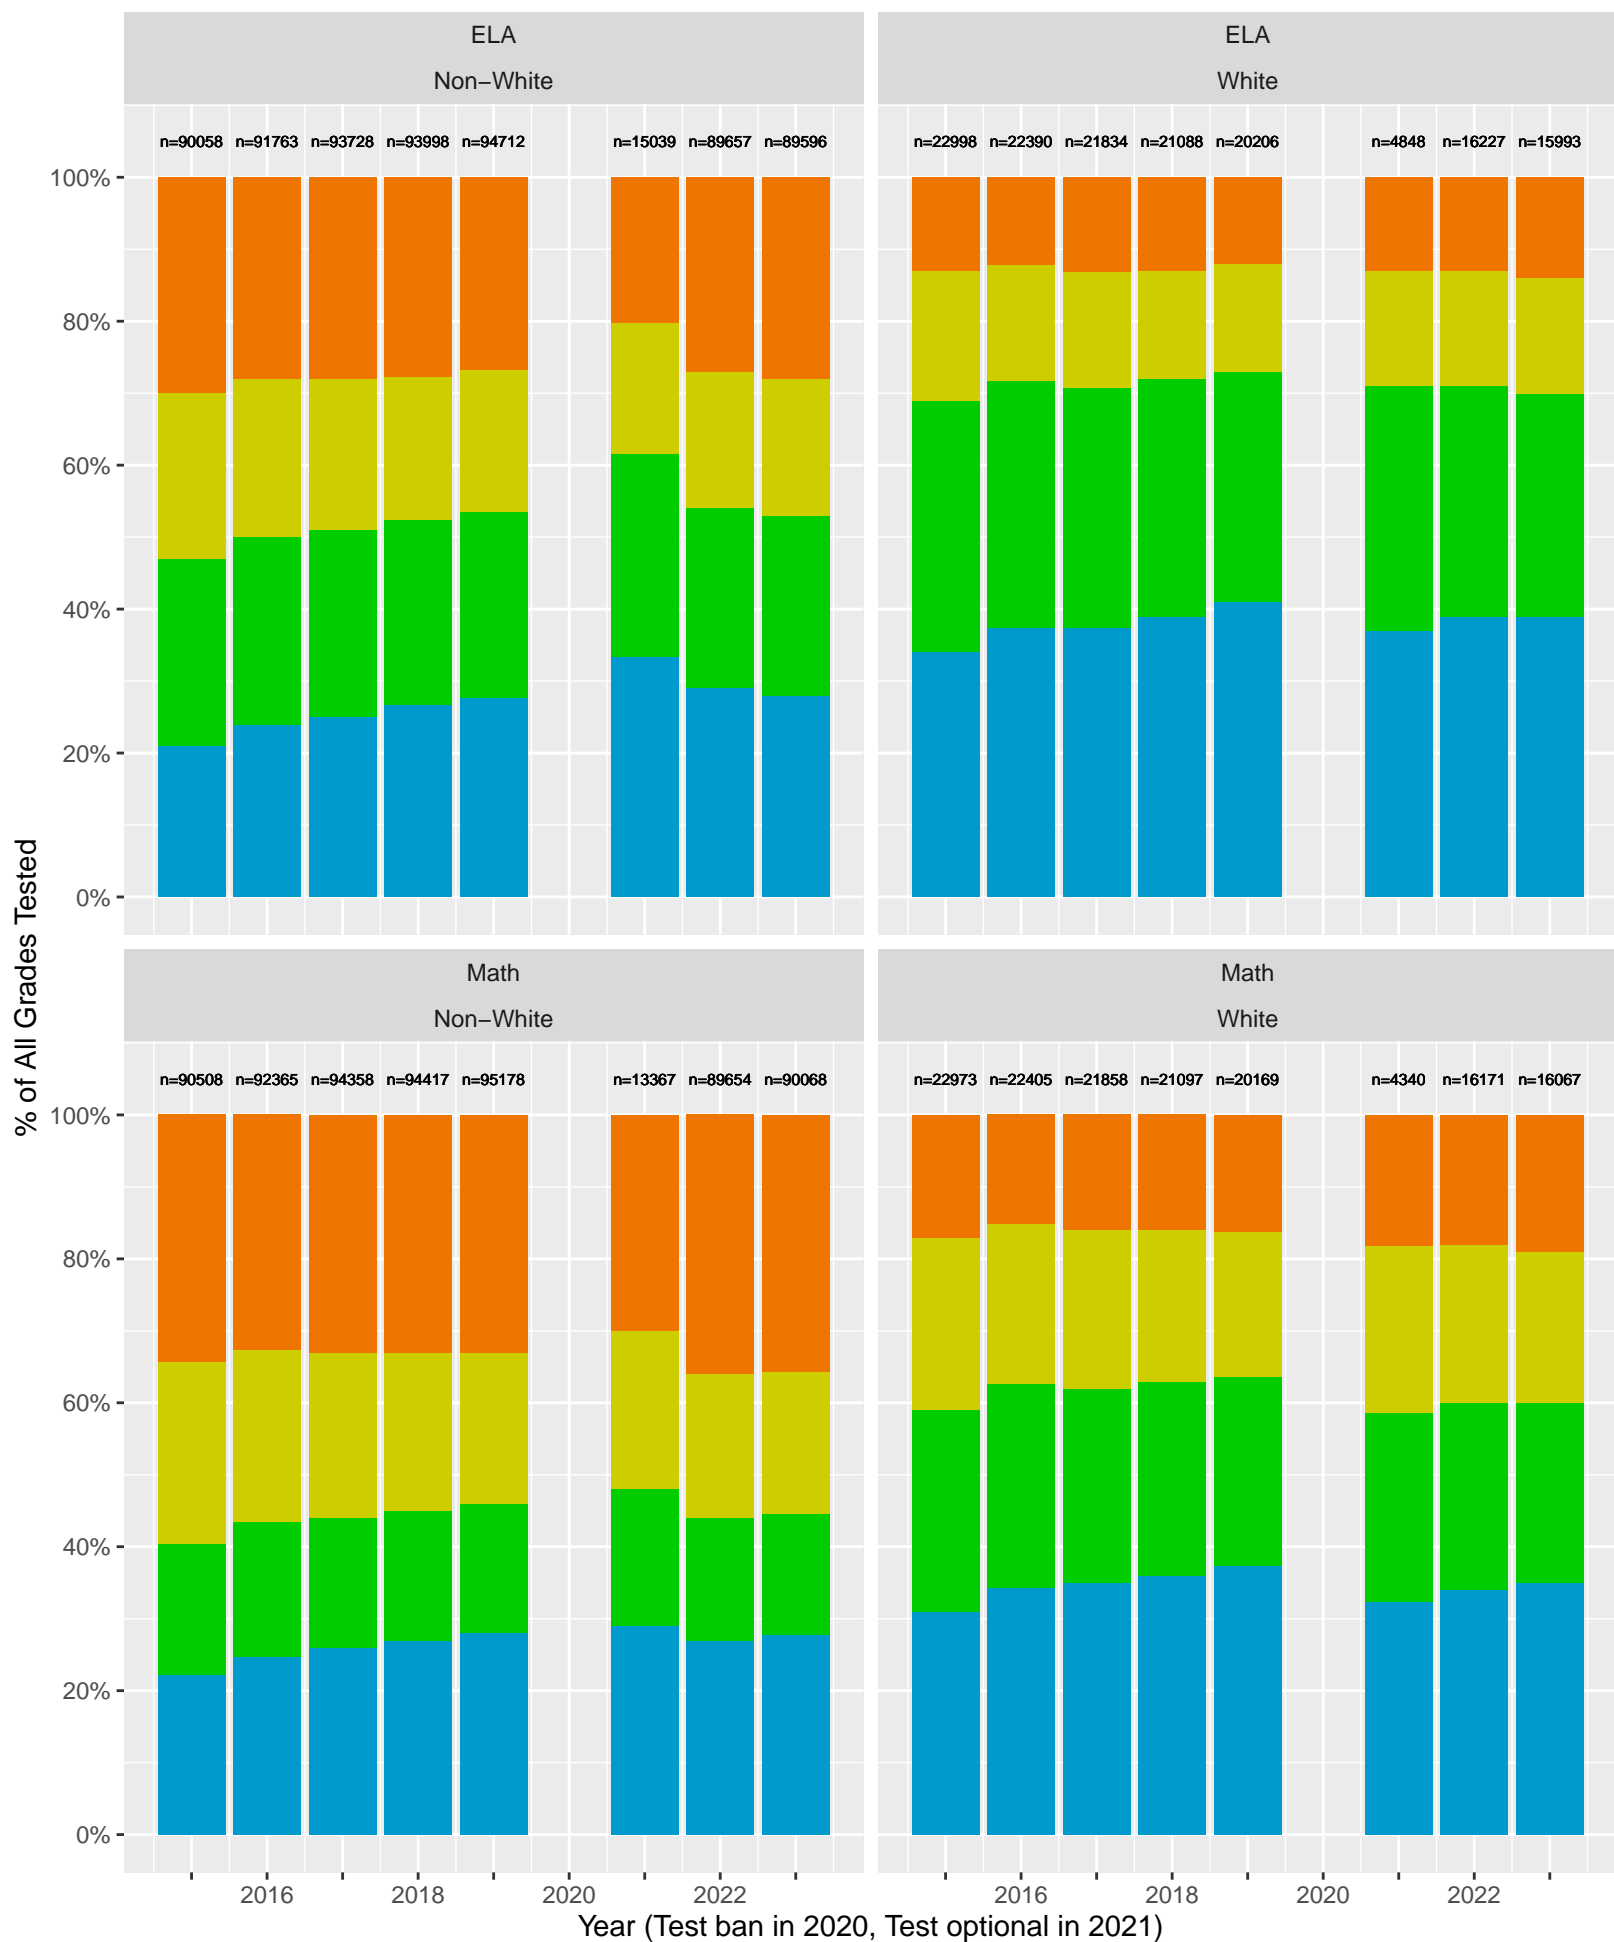 ELA
Non−White
ELA
White
n=90058 n=91763 n=93728 n=93998 n=94712 n=15039 n=89657 n=89596
n=22998 n=22390 n=21834 n=21088 n=20206 n=4848 n=16227 n=15993
100%
80%
60%
40%
20%
0%
% of All Grades Tested
Math
Non−White
Math
White
n=90508 n=92365 n=94358 n=94417 n=95178 n=13367 n=89654 n=90068
n=22973 n=22405 n=21858 n=21097 n=20169 n=4340 n=16171 n=16067
100%
80%
60%
40%
20%
0%
2016 2018 2020 2022
2016 2018 2020 2022
Year (Test ban in 2020, Test optional in 2021)